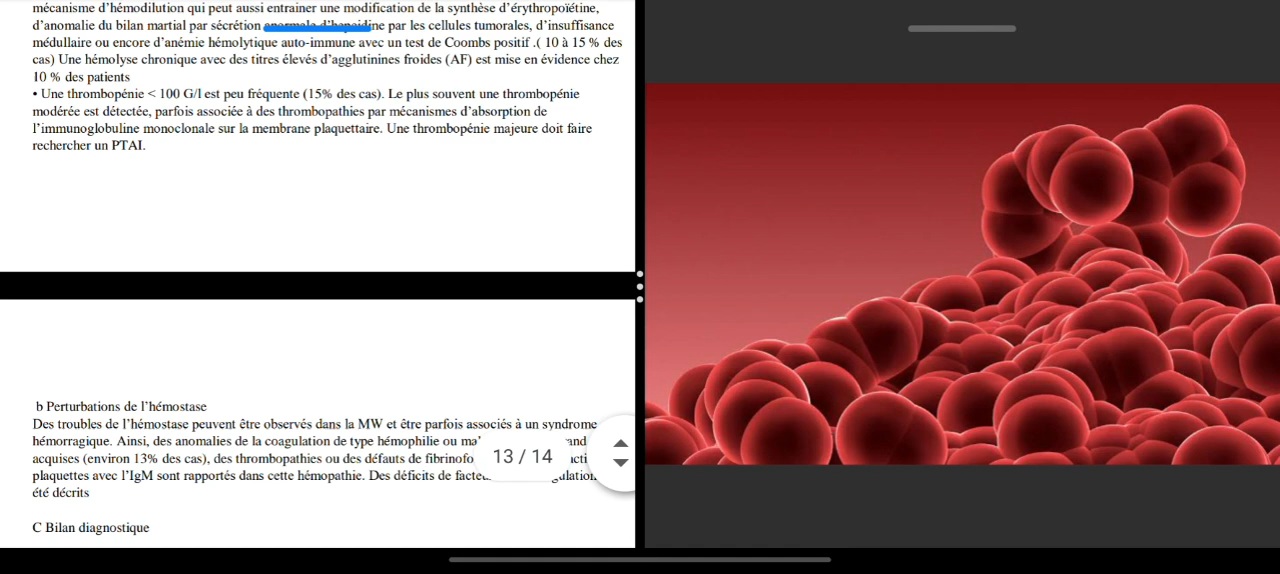 mécanisme d'hémodilution qui peut aussi entrainer une modification de la synthèse d'érythropoïétine,
d'anomalie du bilan martial par sécrétion anormale d'hepcidine par les cellules tumorales, d'insuffisance
médullaire ou encore d'anémie hémolytique auto-immune avec un test de Coombs positif .( 10 à 15 % des
cas) Une hémolyse chronique avec des titres élevés d'agglutinines froides (AF) est mise en évidence chez
10 % des patients
• Une thrombopénie < 100 G/l est peu fréquente (15% des cas). Le plus souvent une thrombopénie
modérée est détectée, parfois associée à des thrombopathies par mécanismes d'absorption de
l'immunoglobuline monoclonale sur la membrane plaquettaire. Une thrombopénie majeure doit faire
rechercher un PTAI.
b Perturbations de l'hémostase
Des troubles de l'hémostase peuvent être observés dans la MW et être parfois associés à un syndrome
hémorragique. Ainsi, des anomalies de la coagulation de type hémophilie ou
acquises (environ 13% des cas), des thrombopathies ou des défauts de
plaquettes avec l'IgM sont rapportés dans cette hémopathie. Des déficits de
été décrits
13 / 14
C Bilan diagnostique